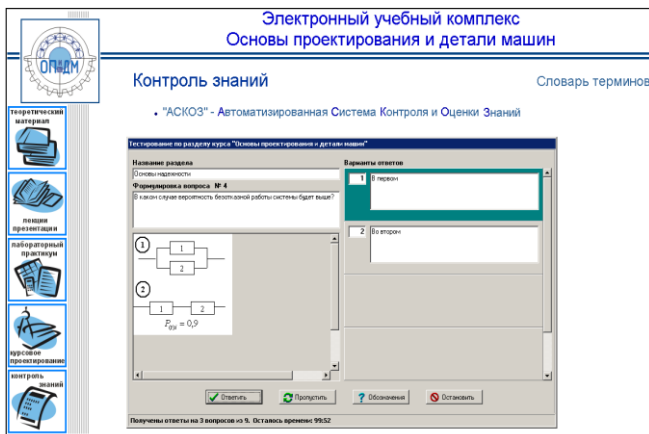 Электронный учебный комплекс
Основы проектирования и детали машин
ОПиДМ
Контроль знаний
Словарь терминов
• "АСКОЗ" - Автоматизированная Система Контроля и Оценки Знаний
теоретический
материал
лекции
презентации
лабораторный
практикум
курсовое
проектирование
контроль
знаний
Тестирование по разделу курса "Основы проектирования и детали машин"
Название раздела
Основы надежности
Формулировка вопроса № 4
В каком случае вероятность безотказной работы системы будет выше?
1
1
2
2
1 2
P = 0,9
Варианты ответов
1 В первом
2 Во втором
Ответить Пропустить ? Обозначения Остановить
Получены ответы на 3 вопросов из 9. Осталось времени: 99:52